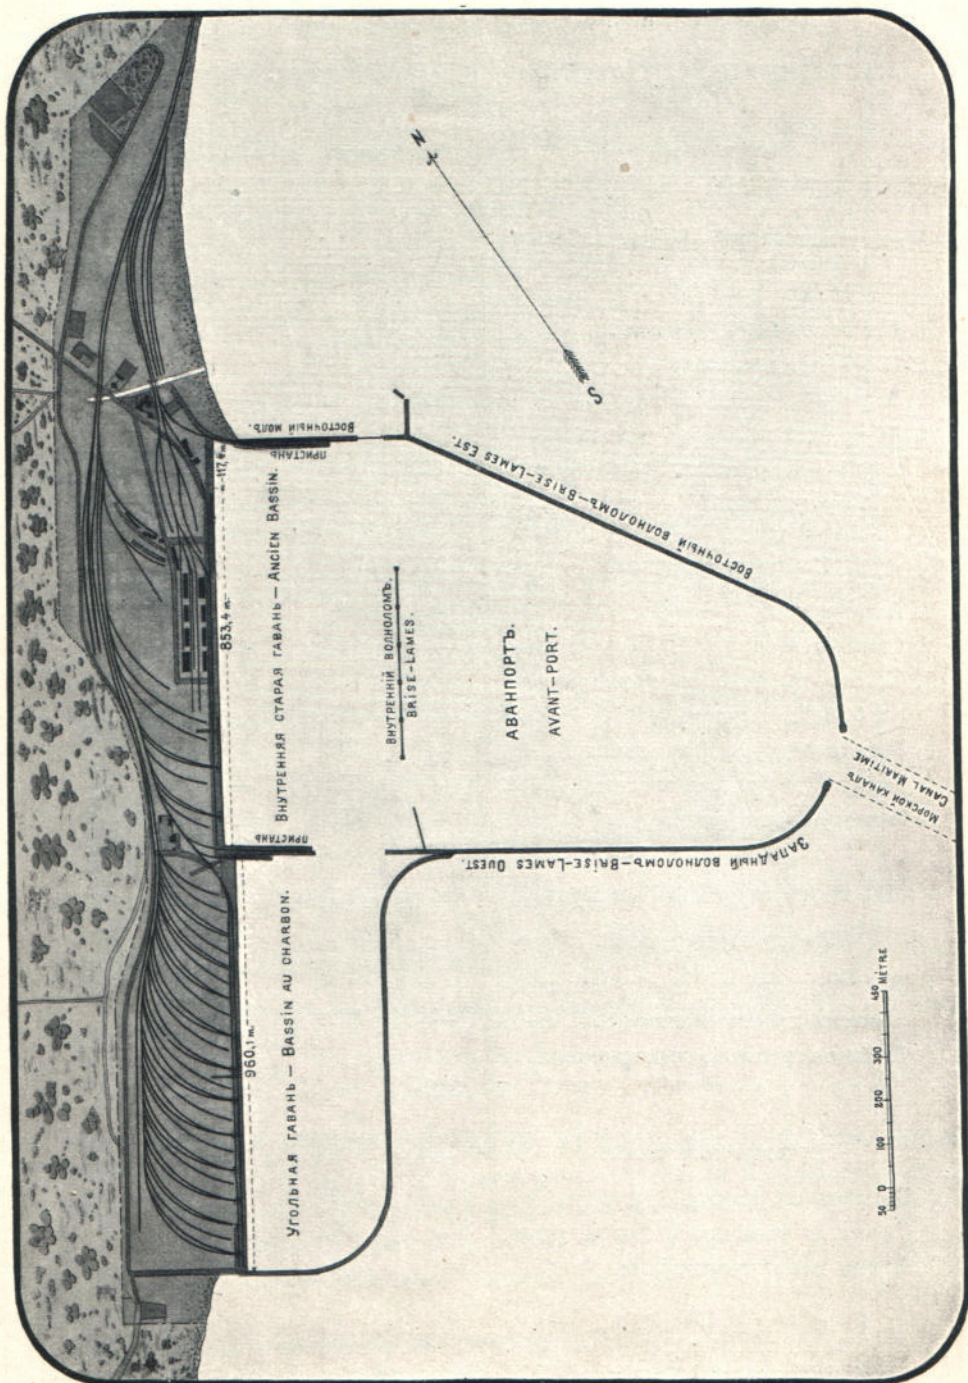 N
S
ВОСТОЧНЫЙ МОЛЪ.
ПРИСТАНЬ
117,4 m.
853,4 m.
960,1 m.
ВНУТРЕННЯЯ СТАРАЯ ГАВАНЬ — ANCIEN BASSIN.
ВНУТРЕННІЙ ВОЛНОЛОМЪ.
BRISE-LAMES.
АВАНПОРТЪ.
AVANT-PORT.
ВОСТОЧНЫЙ ВОЛНОЛОМЪ—BRISE-LAMES EST.
ПРИСТАНЬ
УГОЛЬНАЯ ГАВАНЬ — BASSIN AU CHARBON.
ЗАПАДНЫЙ ВОЛНОЛОМЪ—BRISE-LAMES OUEST.
МОРСКОЙ КАНАЛЪ
CANAL MARITIME
50 0 100 200 300 450 METRE